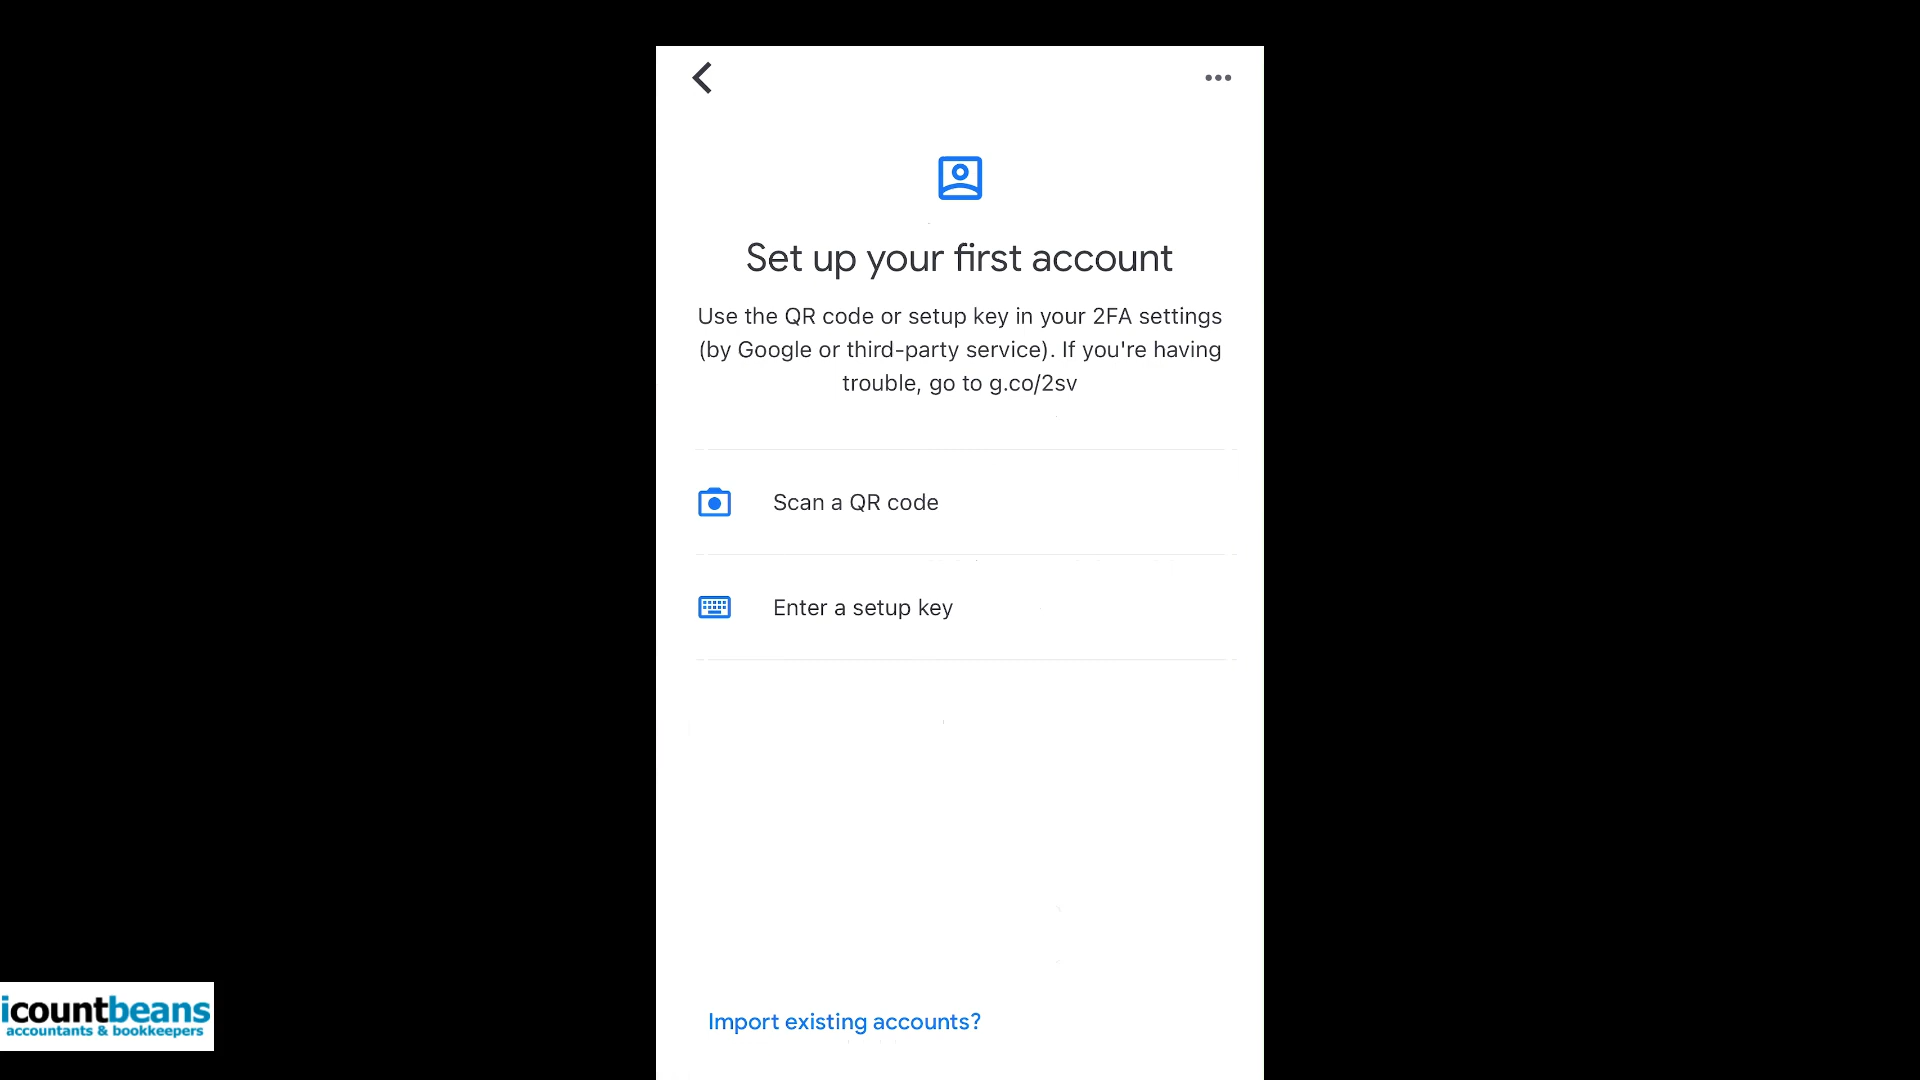 Set up your first account
Use the QR code or setup key in your 2FA settings
(by Google or third-party service). If you're having
trouble, go to g.co/2sv
Scan a QR code
Enter a setup key
Import existing accounts?
icountbeans
accountants & bookkeepers